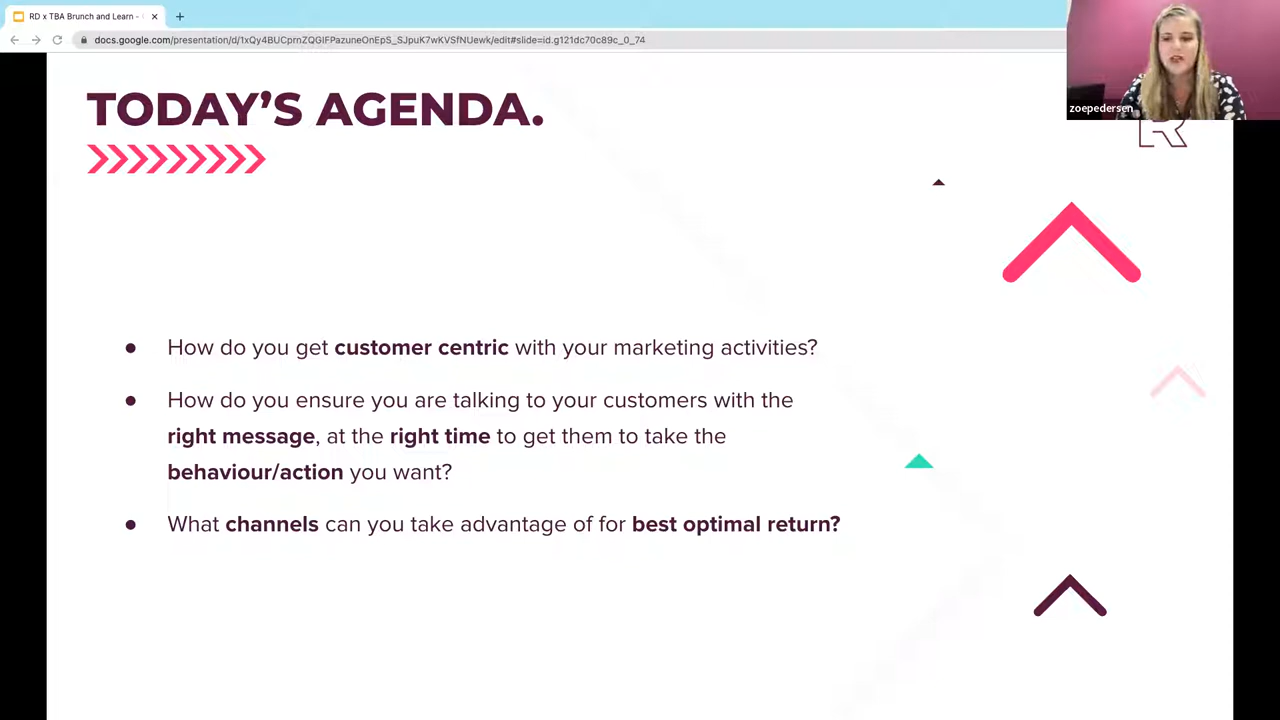 RD x TBA Brunch and Learn -
docs.google.com/presentation/d/1xQy4BUCprnZQGIFPazuneOnEpS_SJpuK7wKVSfNUewk/edit#slide=id.g121dc70c89c_0_74
zoepedersen
TODAY'S AGENDA.
R
● How do you get customer centric with your marketing activities?
● How do you ensure you are talking to your customers with the
right message, at the right time to get them to take the
behaviour/action you want?
● What channels can you take advantage of for best optimal return?